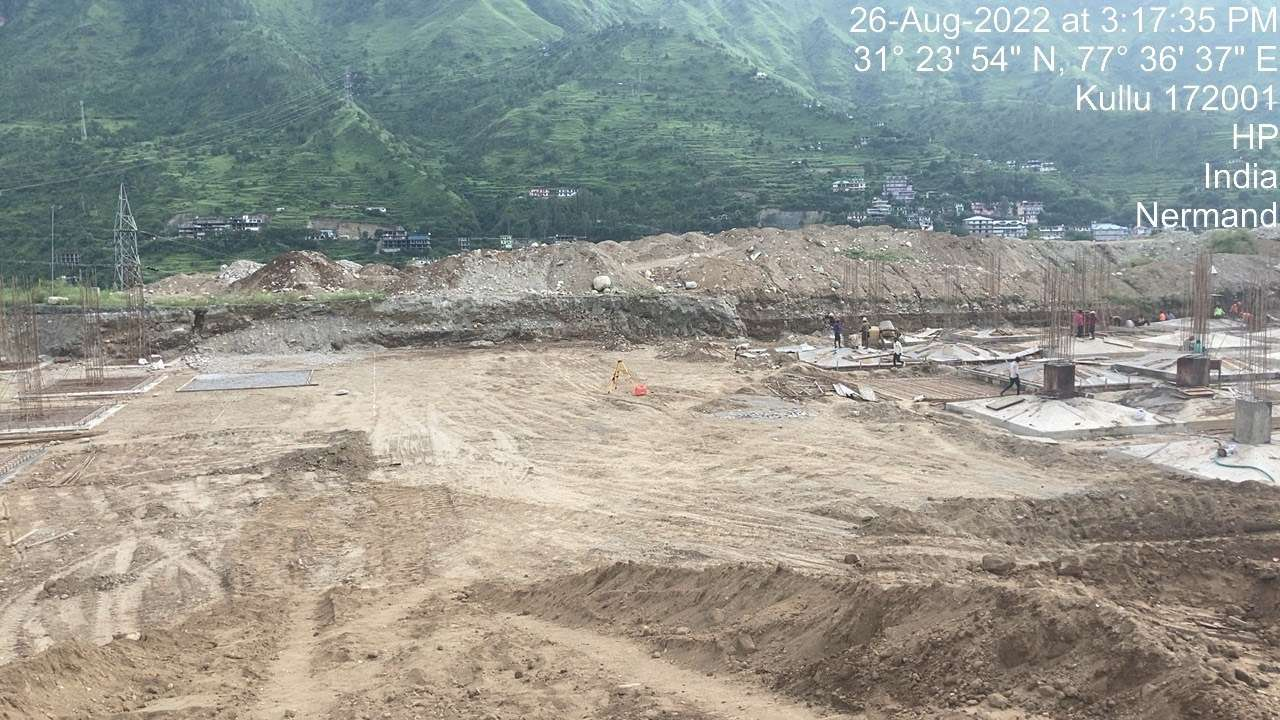 26-Aug-2022 at 3:17:35 PM
31° 23' 54" N, 77° 36' 37" E
Kullu 172001
HP
India
Nermand